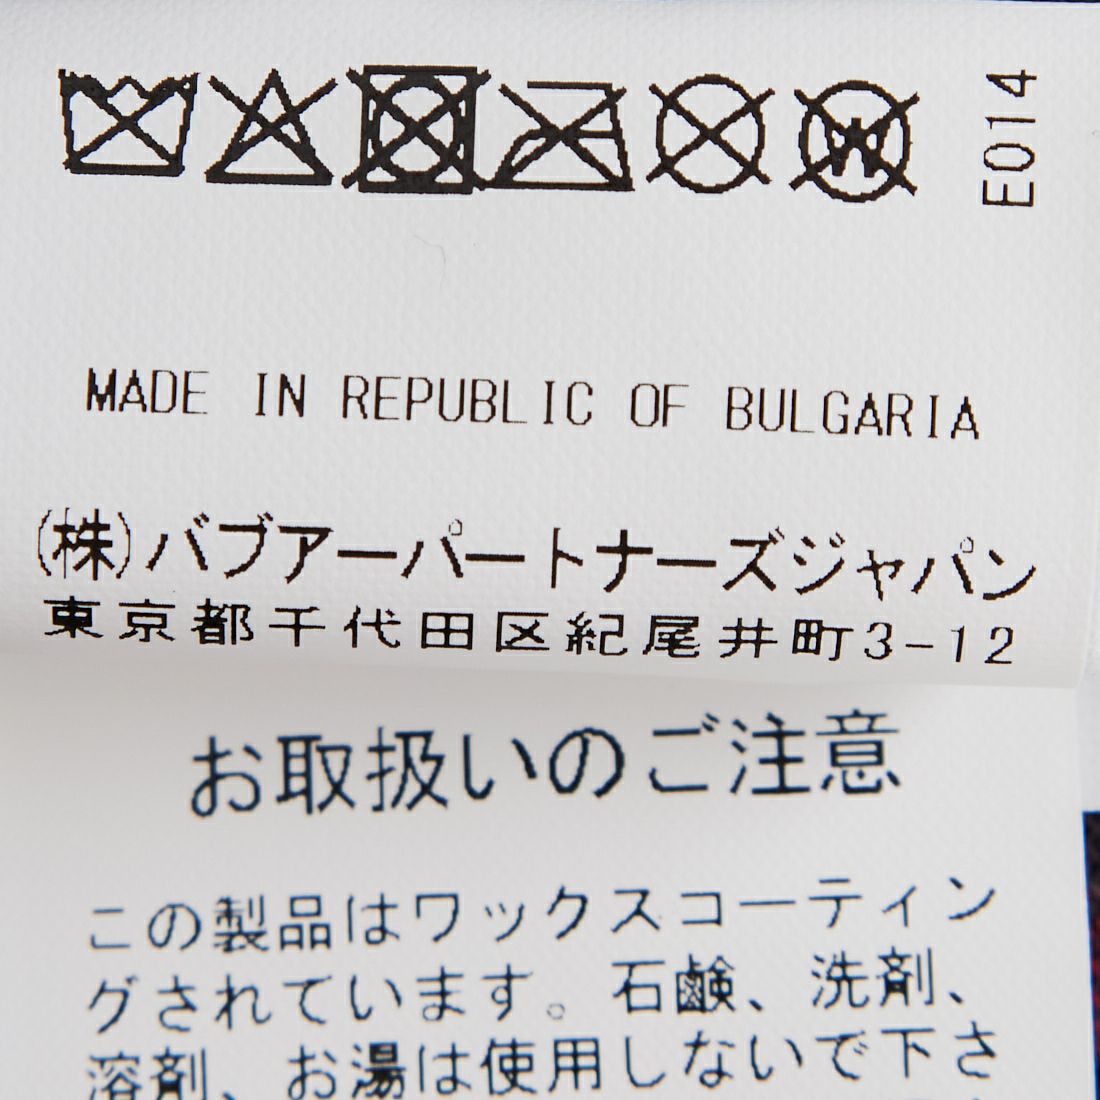 E014
MADE IN REPUBLIC OF BULGARIA
(株)バブアーパートナーズジャパン
東京都千代田区紀尾井町3-12
お取扱いのご注意
この製品はワックスコーティン
グされています。石鹸、洗剤、
溶剤、お湯は使用しないで下さ